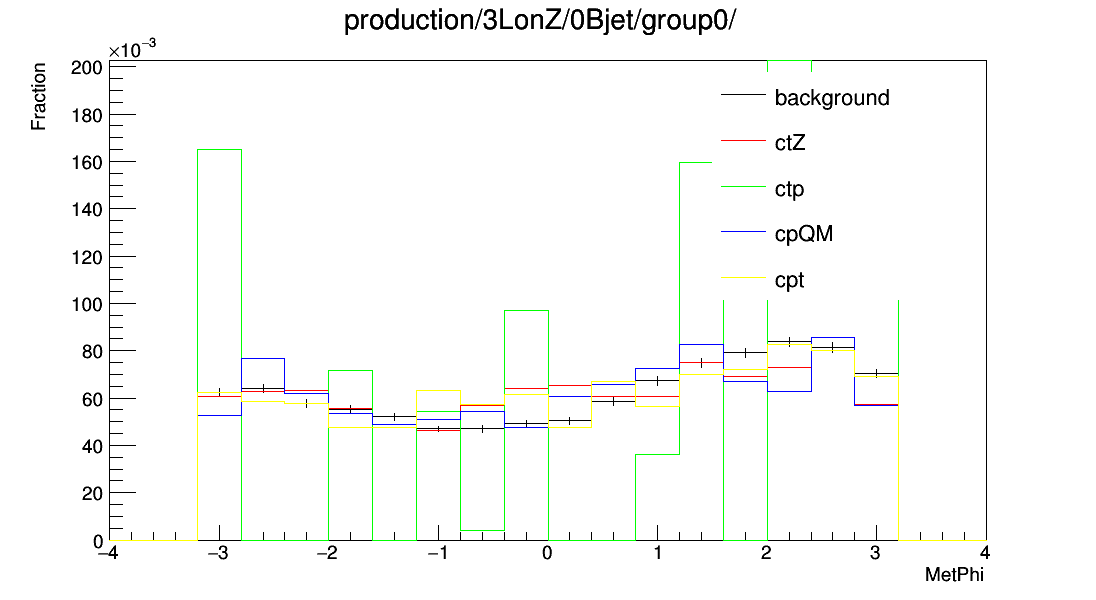 production/3LonZ/0Bjet/group0/
×10⁻³
Fraction
200
180
160
140
120
100
80
60
40
20
0
background
ctZ
ctp
cpQM
cpt
−4 −3 −2 −1 0 1 2 3 4
MetPhi